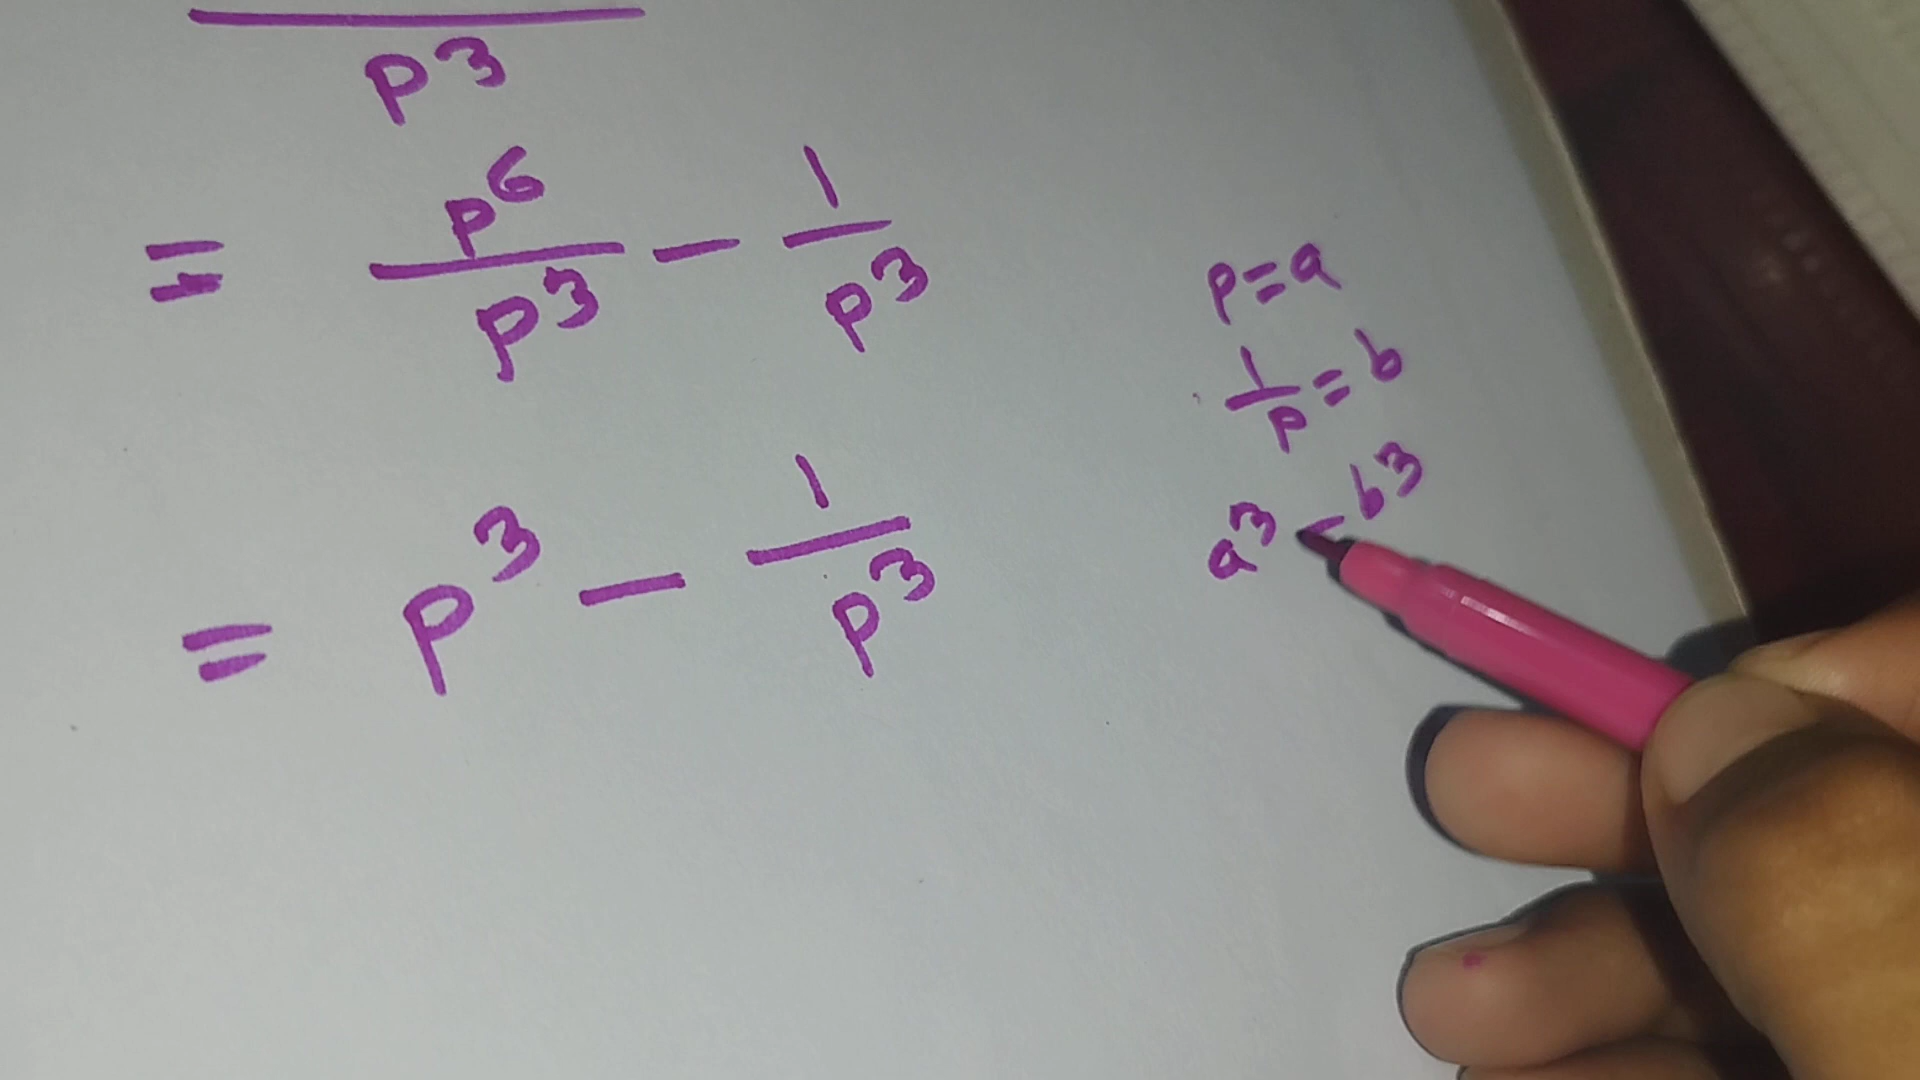 p³
= p⁶/p³ - 1/p³
= p³ - 1/p³
p=a
1/p=b
a³-b³